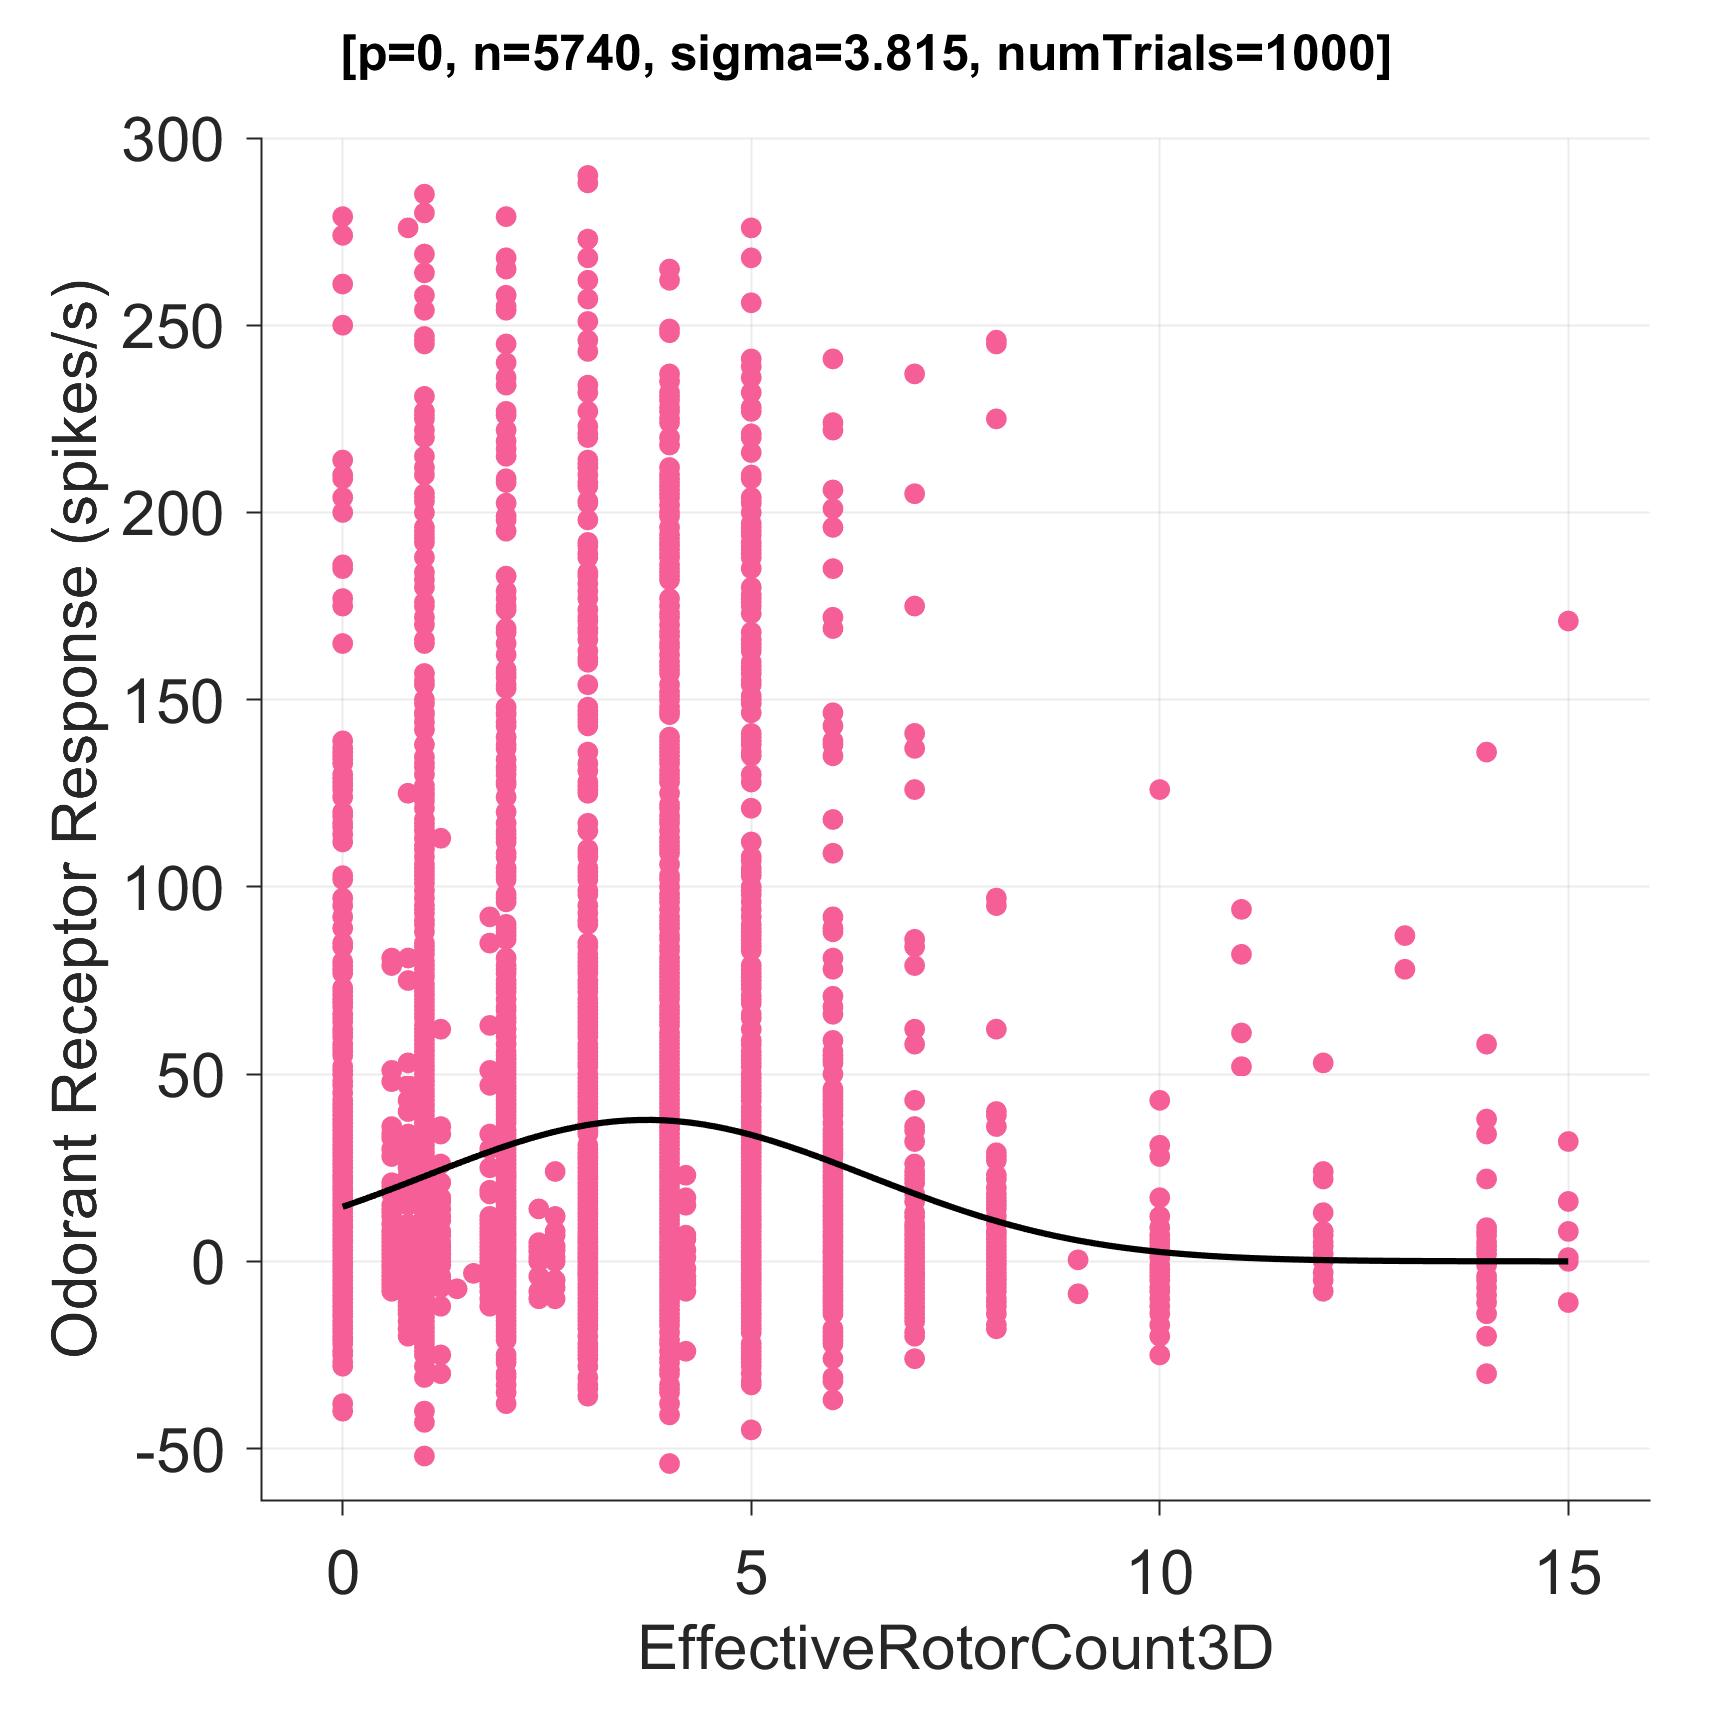 [p=0, n=5740, sigma=3.815, numTrials=1000]
Odorant Receptor Response (spikes/s)
300
250
200
150
100
50
0
-50
0 5 10 15
EffectiveRotorCount3D